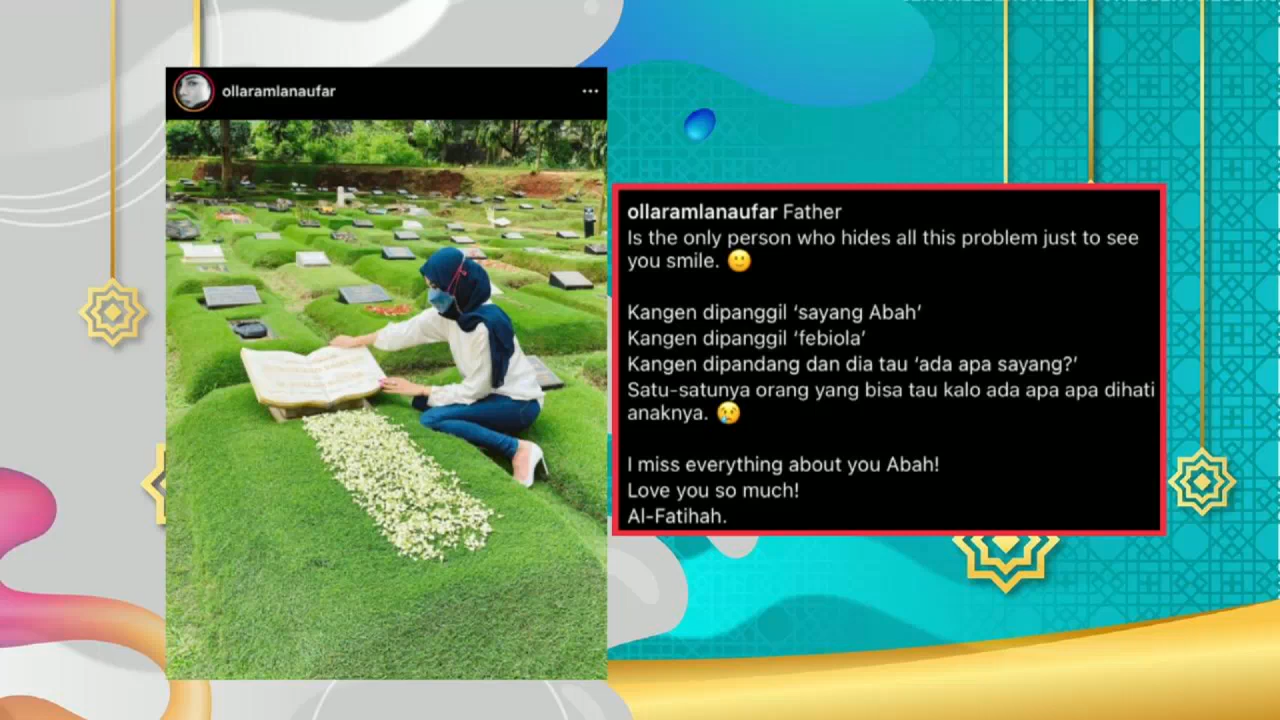 ollaramlanaufar
ollaramlanaufar Father
Is the only person who hides all this problem just to see
you smile. 🙂
Kangen dipanggil ‘sayang Abah’
Kangen dipanggil ‘febiola’
Kangen dipandang dan dia tau ‘ada apa sayang?’
Satu-satunya orang yang bisa tau kalo ada apa apa dihati
anaknya. 😢
I miss everything about you Abah!
Love you so much!
Al-Fatihah.